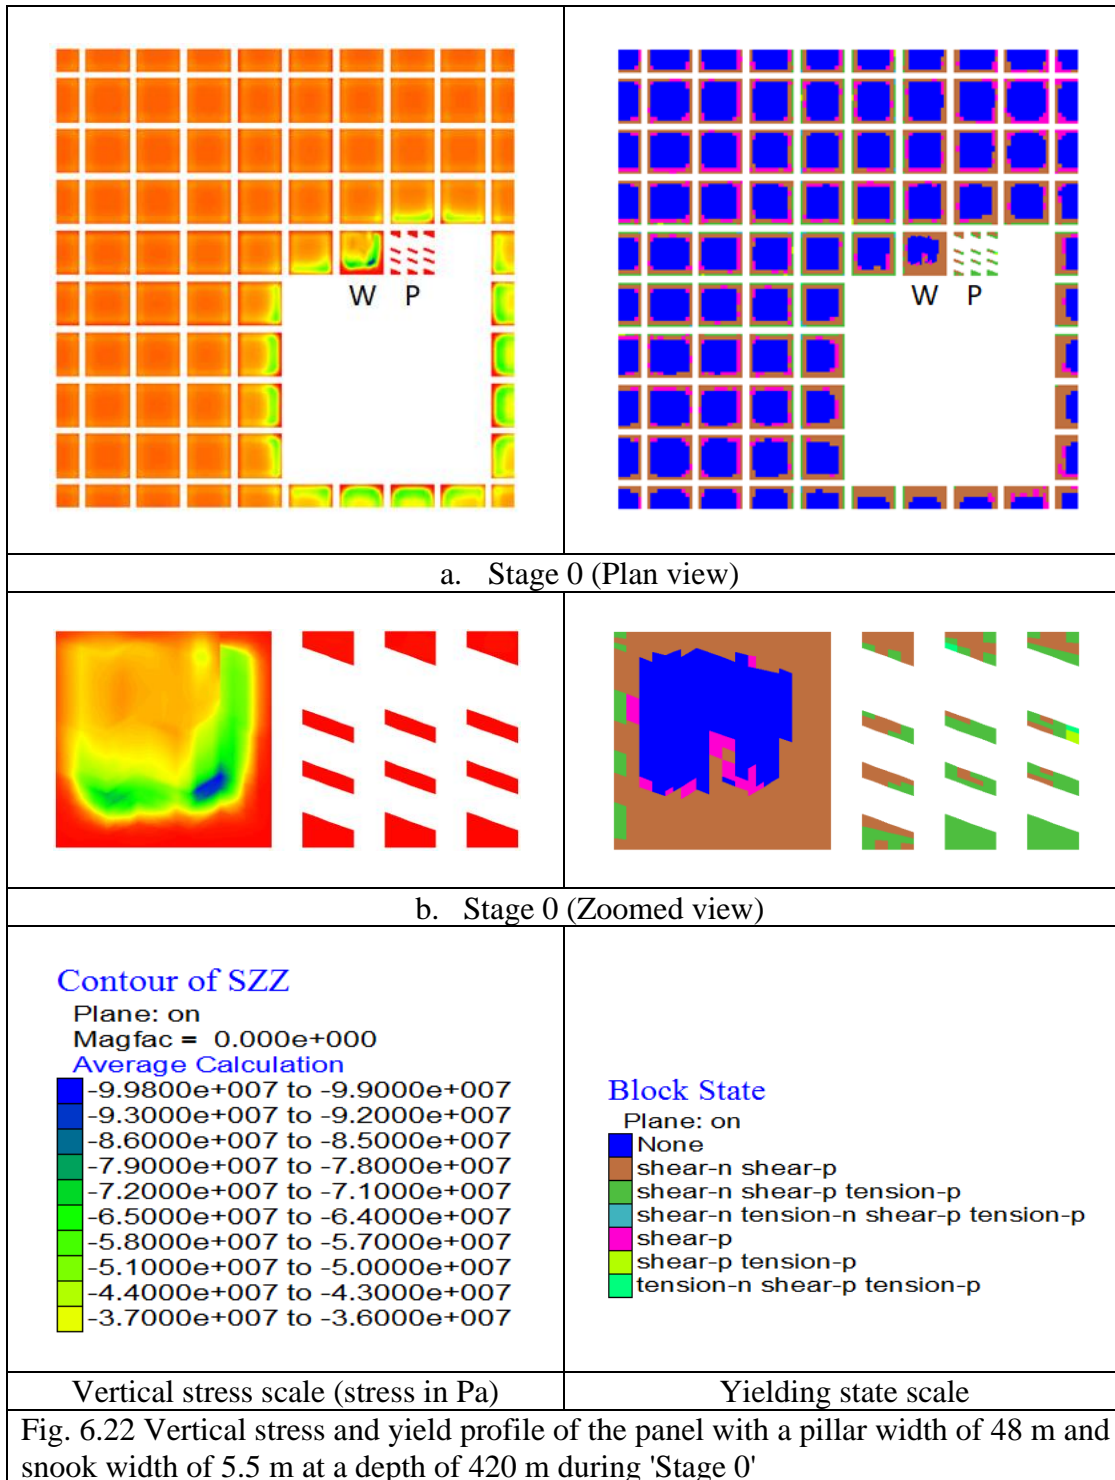 W P
W P
a. Stage 0 (Plan view)
b. Stage 0 (Zoomed view)
Contour of SZZ
Plane: on
Magfac = 0.000e+000
Average Calculation
-9.9800e+007 to -9.9000e+007
-9.3000e+007 to -9.2000e+007
-8.6000e+007 to -8.5000e+007
-7.9000e+007 to -7.8000e+007
-7.2000e+007 to -7.1000e+007
-6.5000e+007 to -6.4000e+007
-5.8000e+007 to -5.7000e+007
-5.1000e+007 to -5.0000e+007
-4.4000e+007 to -4.3000e+007
-3.7000e+007 to -3.6000e+007
Block State
Plane: on
None
shear-n shear-p
shear-n shear-p tension-p
shear-n tension-n shear-p tension-p
shear-p
shear-p tension-p
tension-n shear-p tension-p
Vertical stress scale (stress in Pa)
Yielding state scale
Fig. 6.22 Vertical stress and yield profile of the panel with a pillar width of 48 m and
snook width of 5.5 m at a depth of 420 m during 'Stage 0'